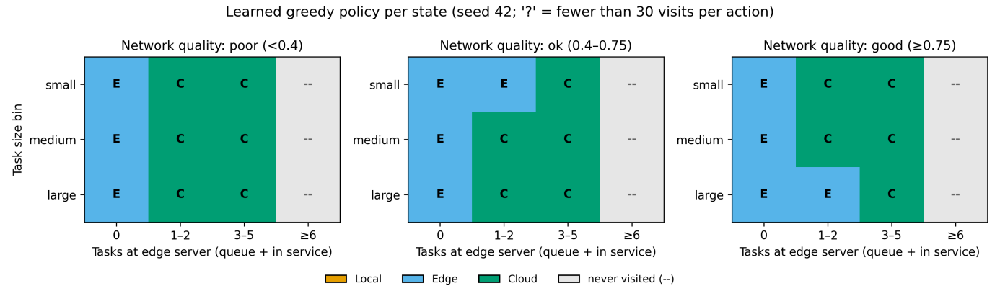 Learned greedy policy per state (seed 42; '?' = fewer than 30 visits per action)
Network quality: poor (<0.4)
Network quality: ok (0.4–0.75)
Network quality: good (≥0.75)
Task size bin
small E C C --
medium E C C --
large E C C --
0 1–2 3–5 ≥6
Tasks at edge server (queue + in service)
small E E C --
medium E C C --
large E C C --
0 1–2 3–5 ≥6
Tasks at edge server (queue + in service)
small E C C --
medium E C C --
large E E C --
0 1–2 3–5 ≥6
Tasks at edge server (queue + in service)
Local Edge Cloud never visited (--)